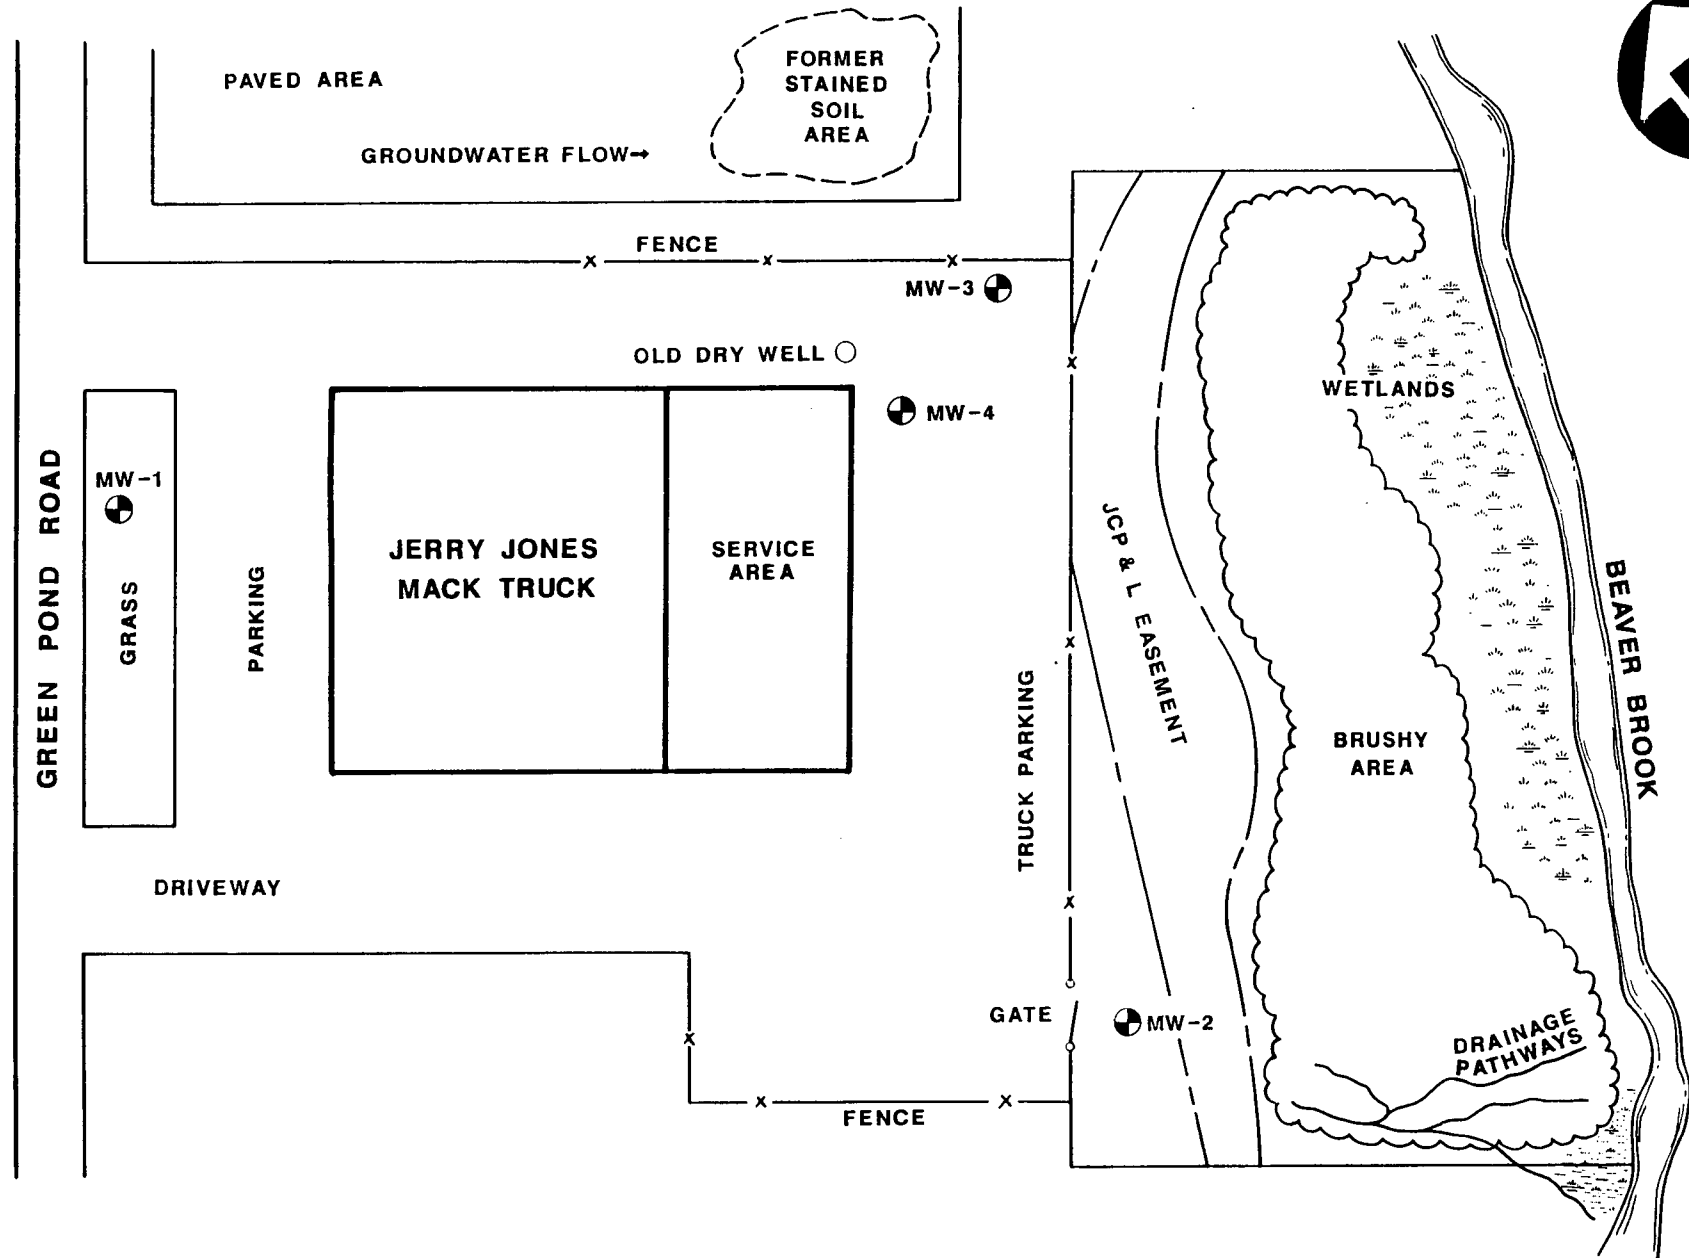 PAVED AREA
FORMER
STAINED
SOIL
AREA
GROUNDWATER FLOW→
FENCE
MW-3
OLD DRY WELL
MW-4
WETLANDS
MW-1
GREEN POND ROAD
GRASS
PARKING
JERRY JONES
MACK TRUCK
SERVICE
AREA
JCP & L EASEMENT
BEAVER BROOK
TRUCK PARKING
BRUSHY
AREA
DRIVEWAY
GATE
MW-2
DRAINAGE
PATHWAYS
FENCE